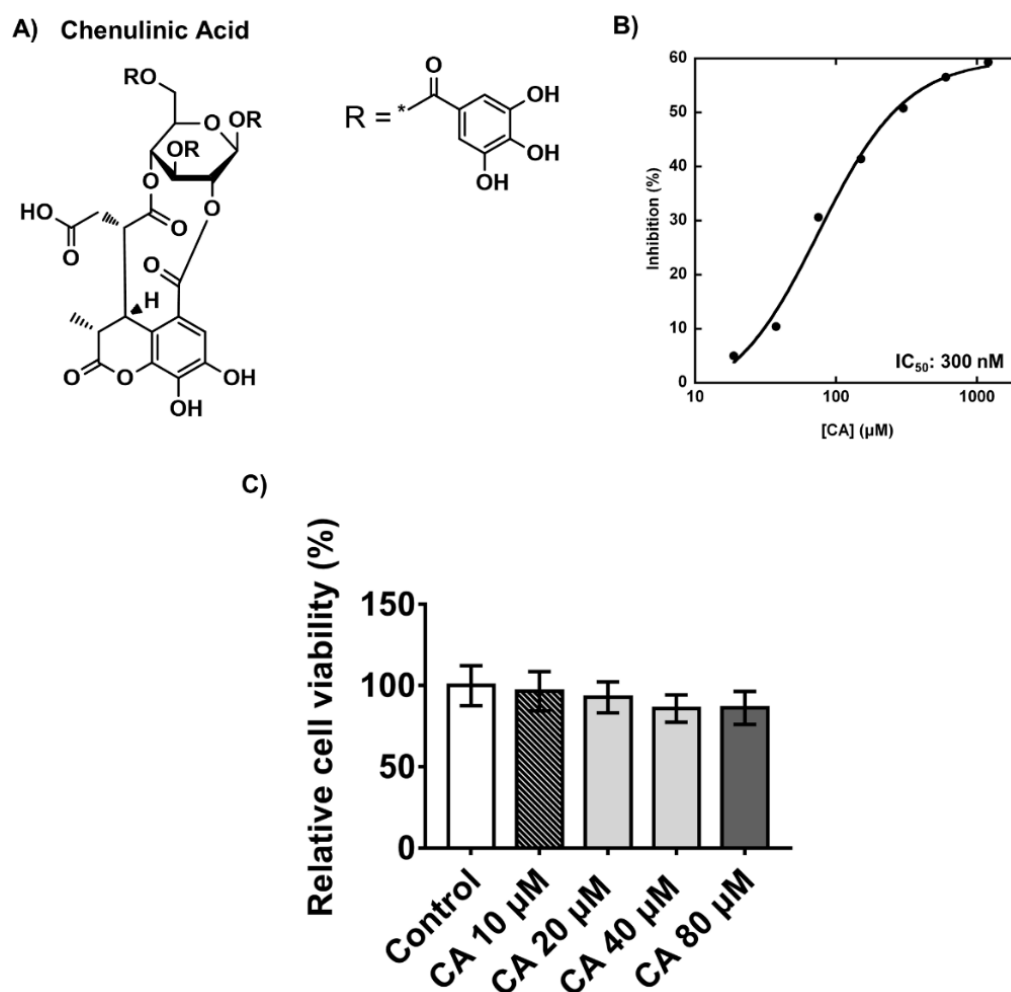 A) Chenulinic Acid
RO
O
OR
OR
O
O
HO
O
O
O
H
O
O
OH
OH
R = *
O
OH
OH
OH
B)
Inhibition (%)
60
50
40
30
20
10
0
10
100
1000
[CA] (µM)
IC50: 300 nM
C)
Relative cell viability (%)
150
100
50
0
Control
CA 10 µM
CA 20 µM
CA 40 µM
CA 80 µM